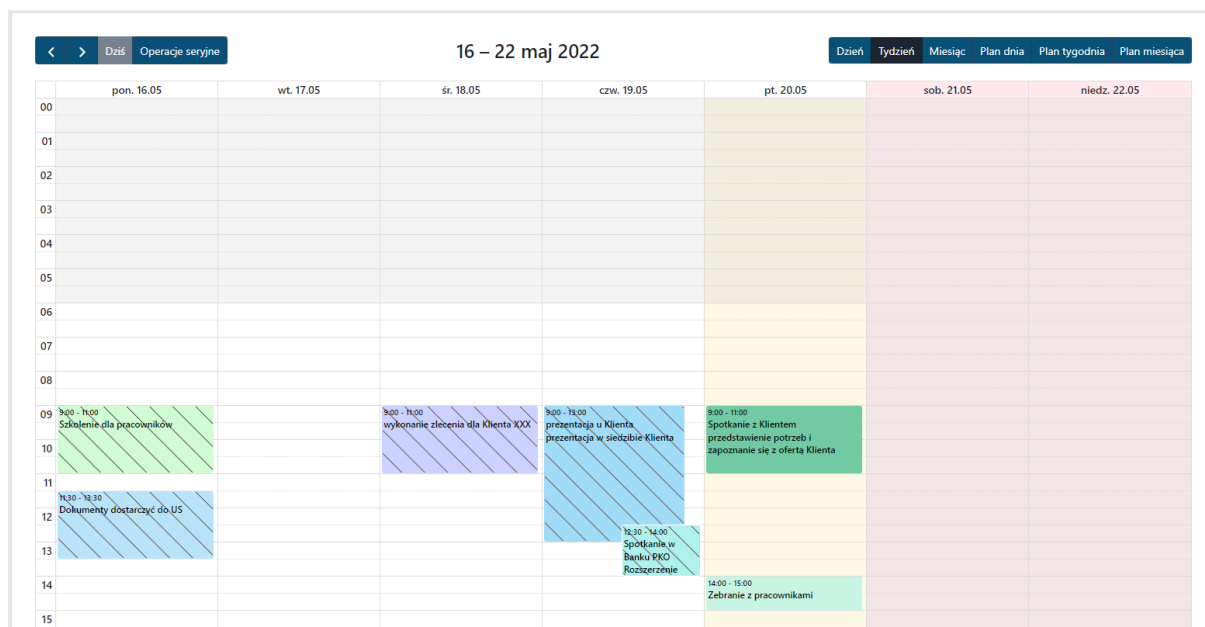 Dziś Operacje seryjne
16 – 22 maj 2022
Dzień Tydzień Miesiąc Plan dnia Plan tygodnia Plan miesiąca
pon. 16.05 wt. 17.05 śr. 18.05 czw. 19.05 pt. 20.05 sob. 21.05 niedz. 22.05
00
01
02
03
04
05
06
07
08
09
10
11
12
13
14
15
9:00 - 11:00
Szkolenie dla pracowników
11:30 - 13:30
Dokumenty dostarczyć do US
9:00 - 11:00
wykonanie zlecenia dla Klienta XXX
9:00 - 13:00
prezentacja u Klienta
prezentacja w siedzibie Klienta
12:30 - 14:00
Spotkanie w
Banku PKO
Rozszerzenie
9:00 - 11:00
Spotkanie z Klientem
przedstawienie potrzeb i
zapoznanie się z ofertą Klienta
14:00 - 15:00
Zebranie z pracownikami